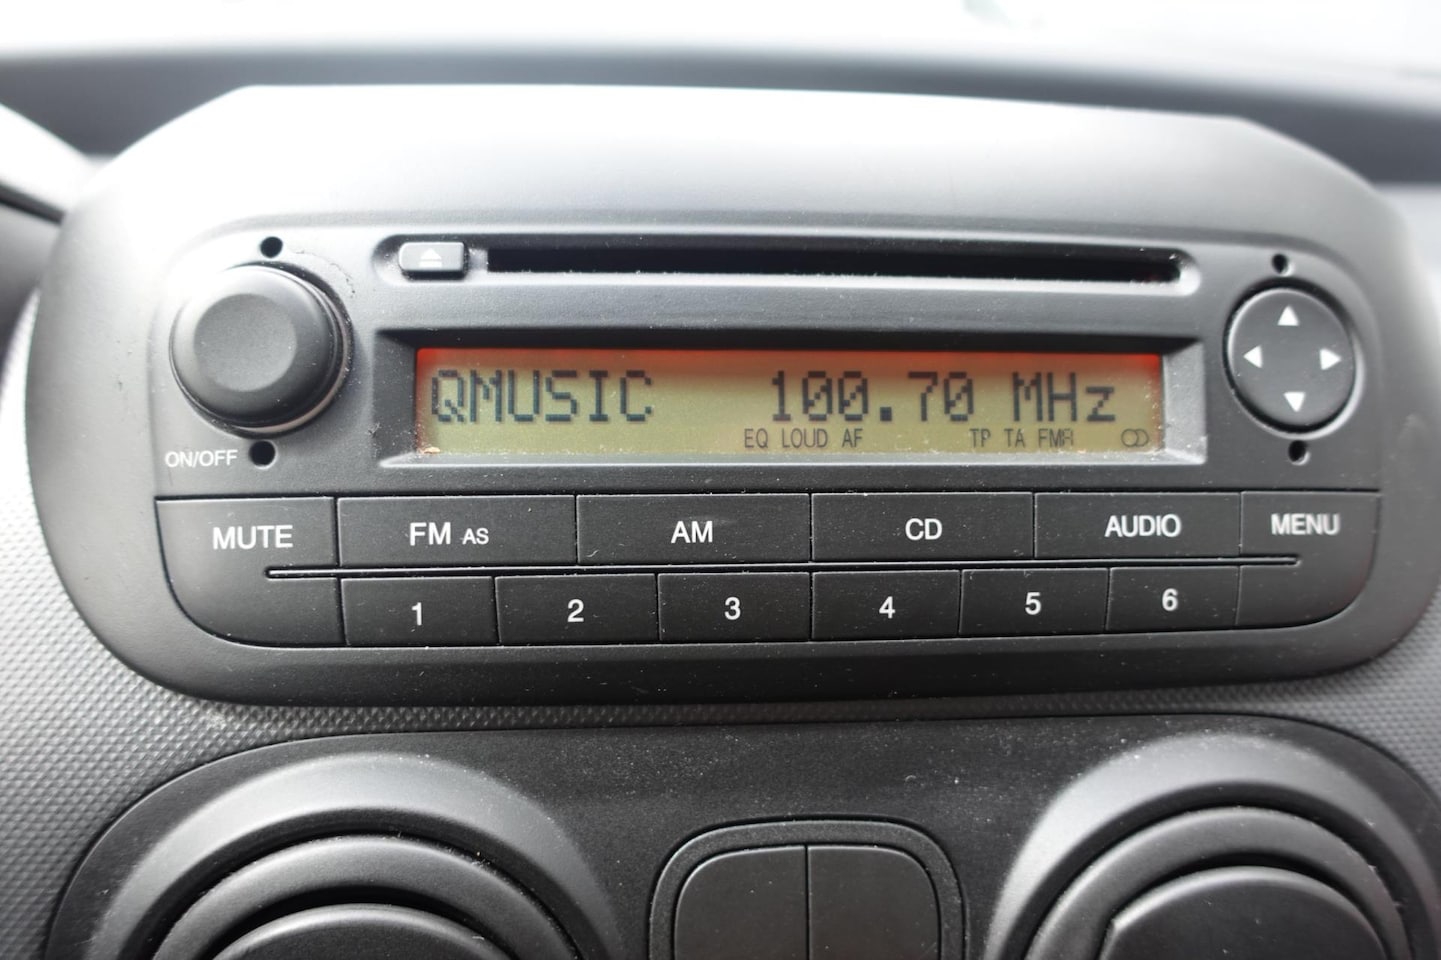 QMUSIC 100.70 MHz
EQ LOUD AF TP TA FM
ON/OFF
MUTE FM AS AM CD AUDIO MENU
1 2 3 4 5 6